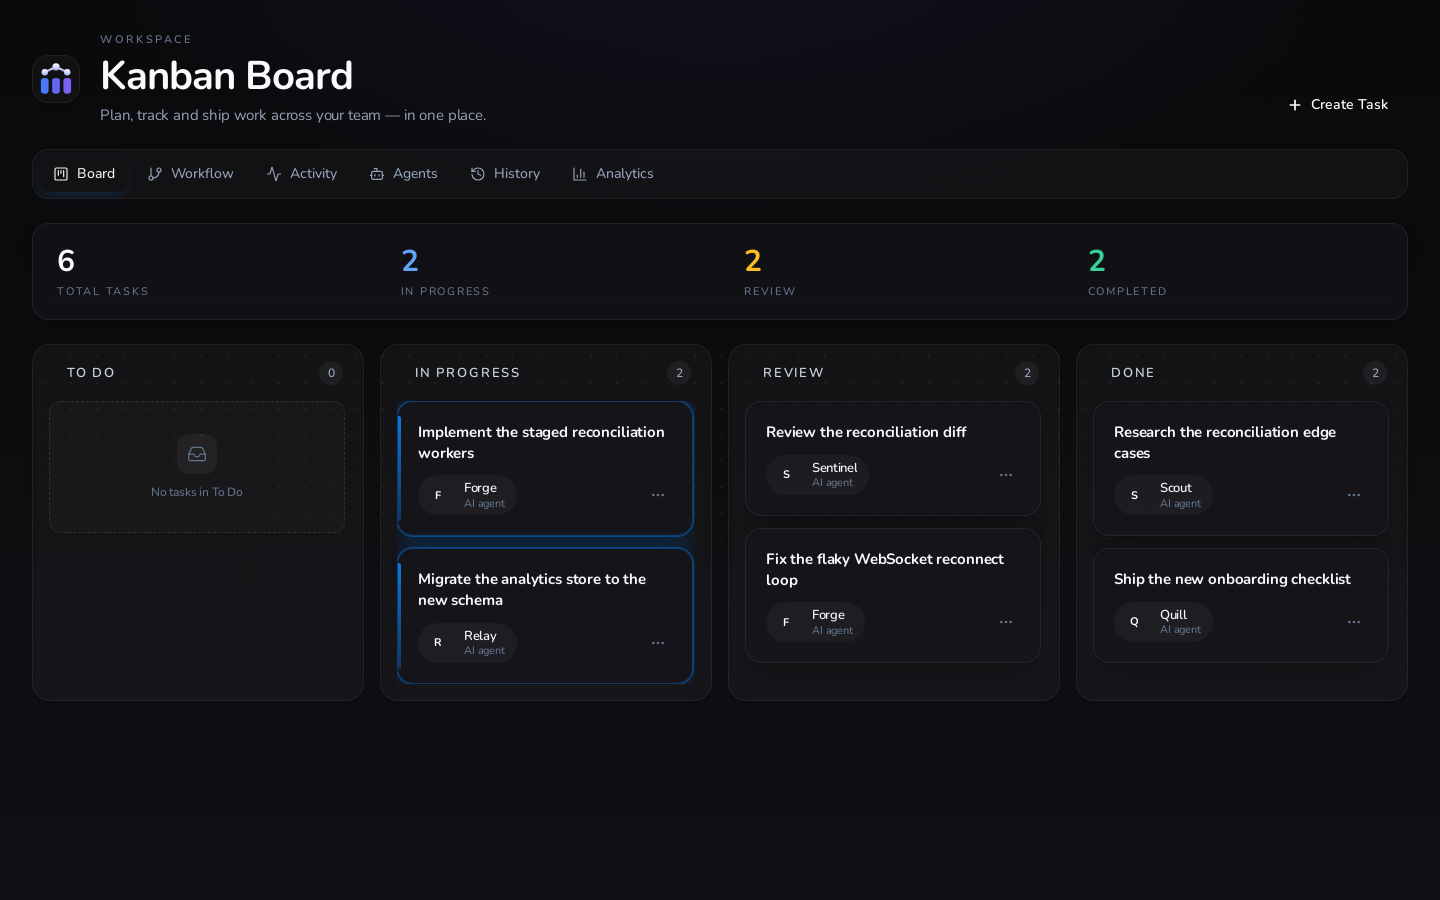 WORKSPACE
Kanban Board
Plan, track and ship work across your team — in one place.
Create Task
Board
Workflow
Activity
Agents
History
Analytics
6
TOTAL TASKS
2
IN PROGRESS
2
REVIEW
2
COMPLETED
TO DO
0
No tasks in To Do
IN PROGRESS
2
Implement the staged reconciliation
workers
F
Forge
AI agent
Migrate the analytics store to the
new schema
R
Relay
AI agent
REVIEW
2
Review the reconciliation diff
S
Sentinel
AI agent
Fix the flaky WebSocket reconnect
loop
F
Forge
AI agent
DONE
2
Research the reconciliation edge
cases
S
Scout
AI agent
Ship the new onboarding checklist
Q
Quill
AI agent